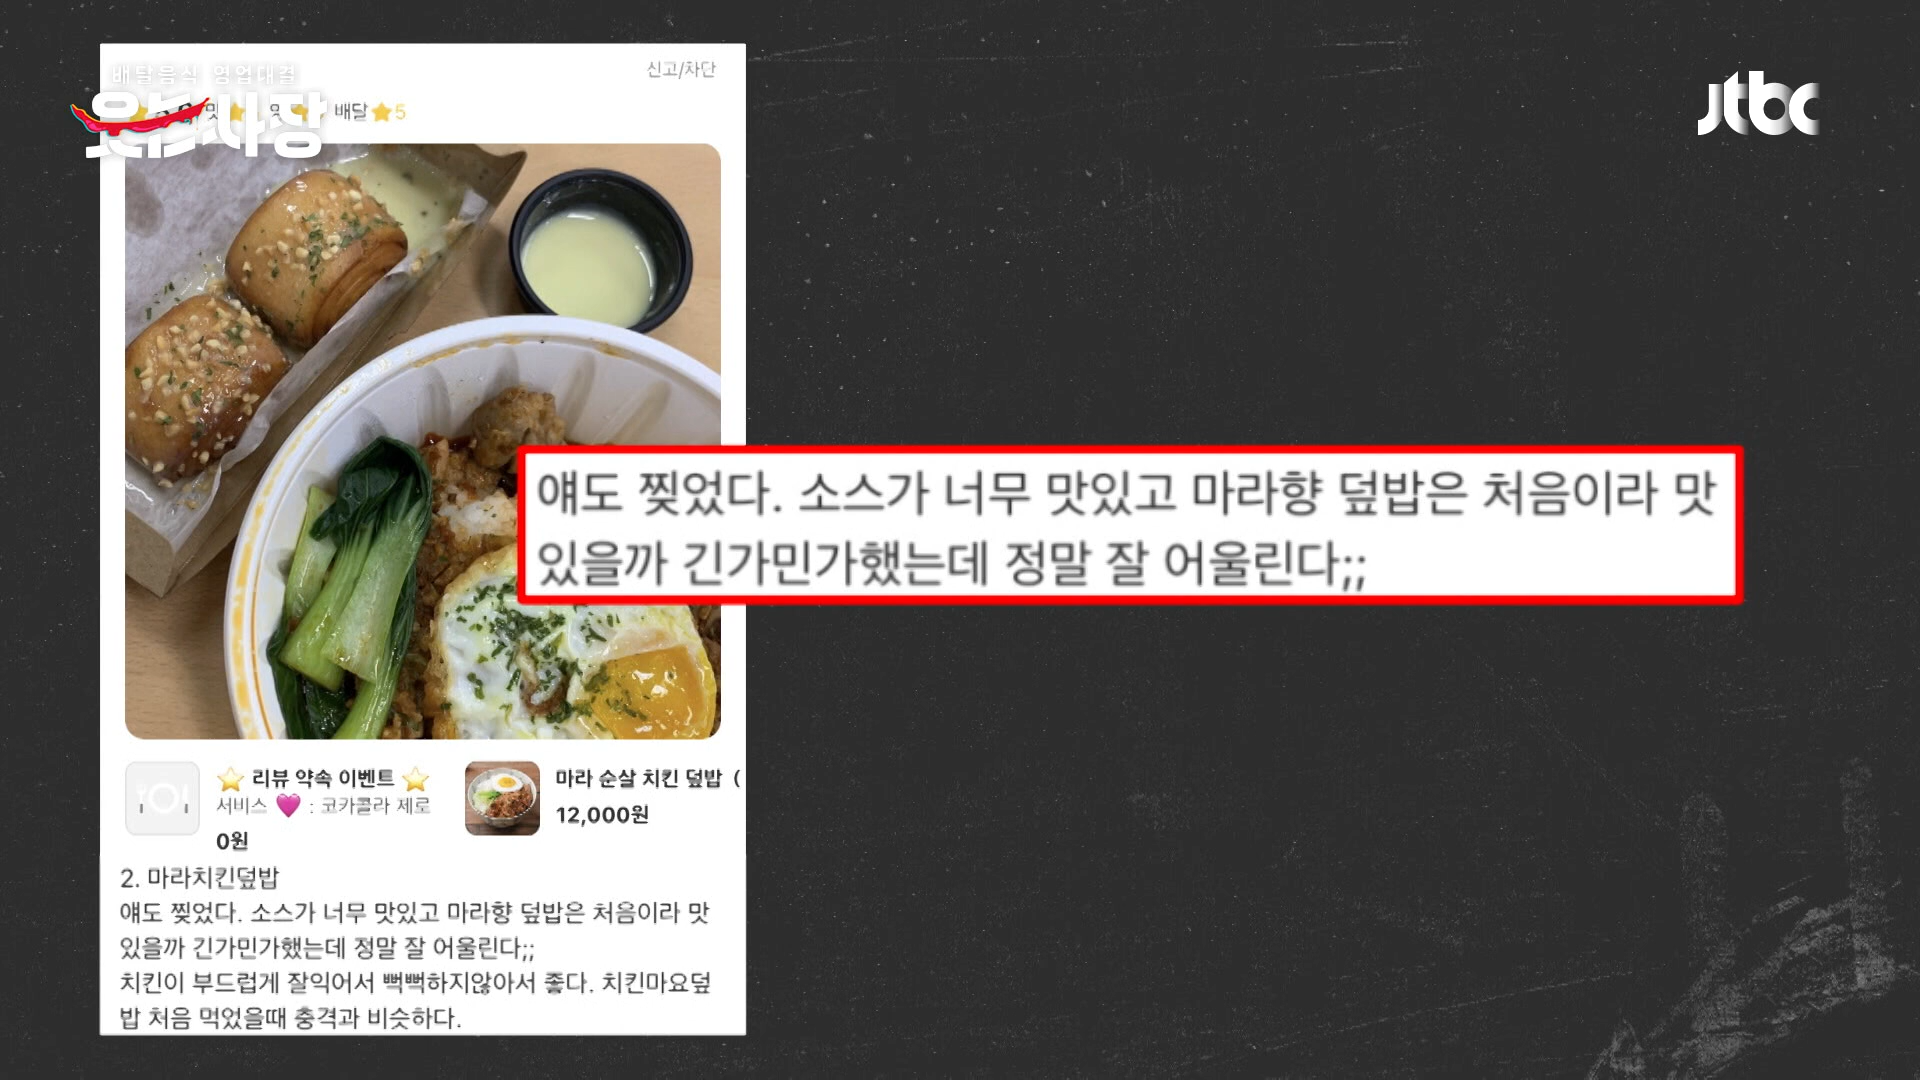 배달음식 영업대결
웃는 사장
jtbc
신고/차단
배달 ⭐5
얘도 찢었다. 소스가 너무 맛있고 마라향 덮밥은 처음이라 맛
있을까 긴가민가했는데 정말 잘 어울린다;;
⭐ 리뷰 약속 이벤트 ⭐
서비스 💗 : 코카콜라 제로
0원
마라 순살 치킨 덮밥 (
12,000원
2. 마라치킨덮밥
얘도 찢었다. 소스가 너무 맛있고 마라향 덮밥은 처음이라 맛
있을까 긴가민가했는데 정말 잘 어울린다;;
치킨이 부드럽게 잘익어서 뻑뻑하지않아서 좋다. 치킨마요덮
밥 처음 먹었을때 충격과 비슷하다.